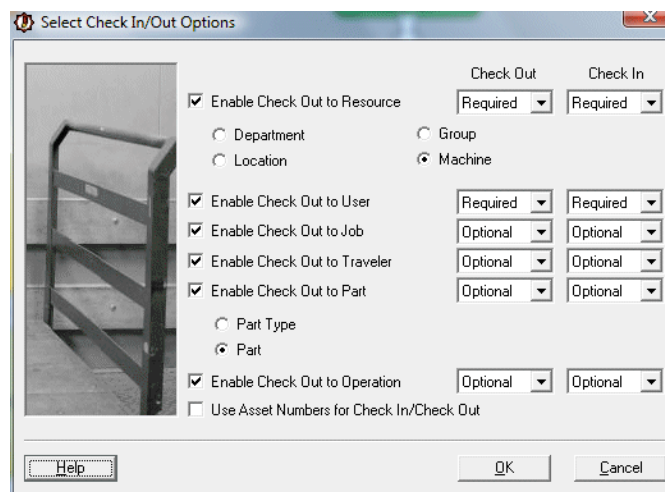 Select Check In/Out Options
Check Out Check In
Enable Check Out to Resource Required Required
Department Group
Location Machine
Enable Check Out to User Required Required
Enable Check Out to Job Optional Optional
Enable Check Out to Traveler Optional Optional
Enable Check Out to Part Optional Optional
Part Type
Part
Enable Check Out to Operation Optional Optional
Use Asset Numbers for Check In/Check Out
Help OK Cancel